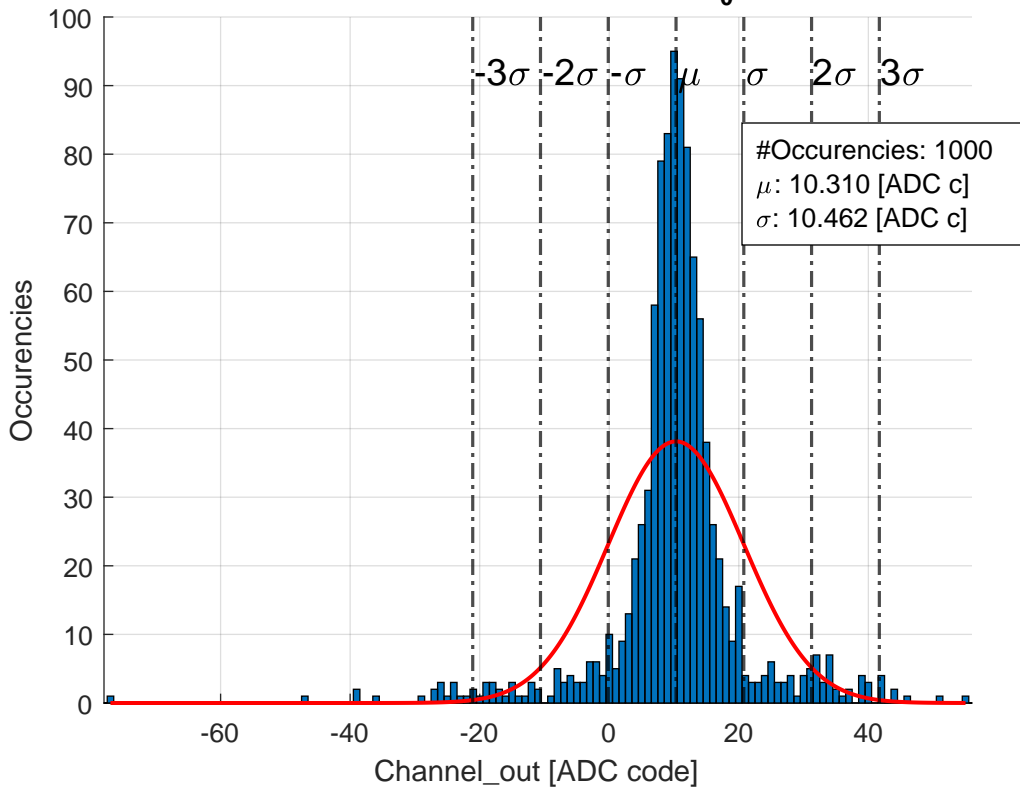 0
100
90
80
70
60
50
40
30
20
10
0
-3σ -2σ -σ μ σ 2σ 3σ
#Occurencies: 1000
μ: 10.310 [ADC c]
σ: 10.462 [ADC c]
Occurencies
-60 -40 -20 0 20 40
Channel_out [ADC code]